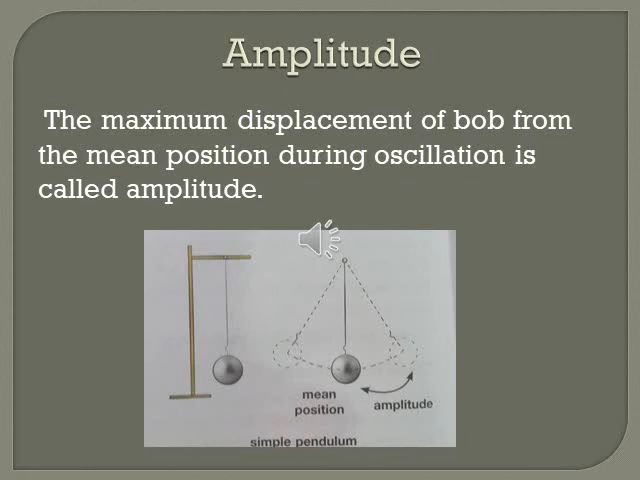 Amplitude
The maximum displacement of bob from
the mean position during oscillation is
called amplitude.
mean
position
amplitude
simple pendulum